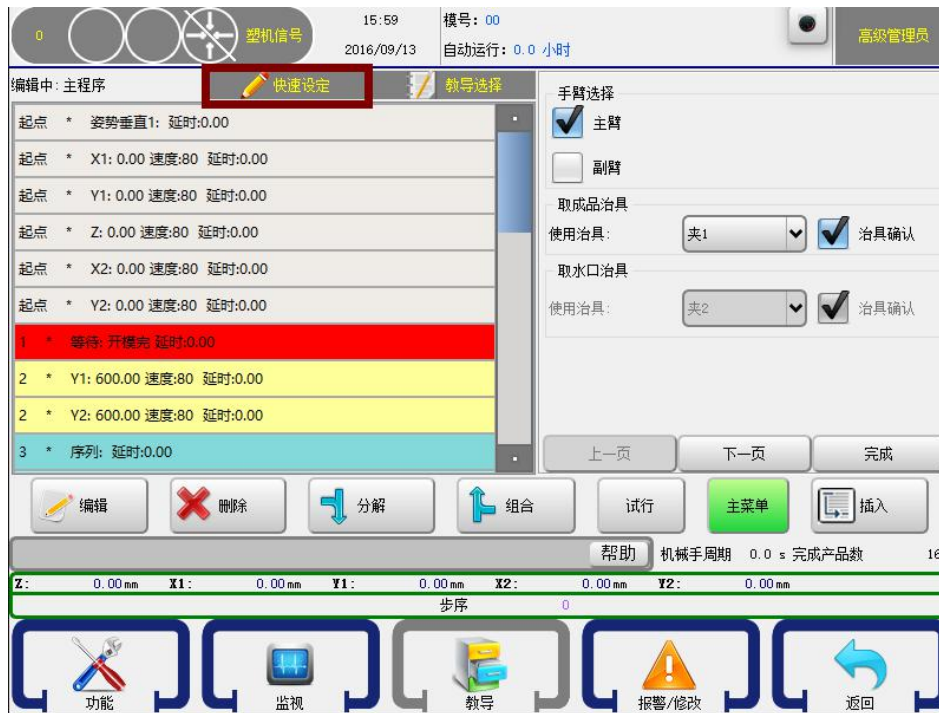 0 塑机信号 15:59 模号: 00 高级管理员
2016/09/13 自动运行: 0.0 小时
编辑中: 主程序 快速设定 教导选择
起点 * 姿势垂直1: 延时:0.00
起点 * X1: 0.00 速度:80 延时:0.00
起点 * Y1: 0.00 速度:80 延时:0.00
起点 * Z: 0.00 速度:80 延时:0.00
起点 * X2: 0.00 速度:80 延时:0.00
起点 * Y2: 0.00 速度:80 延时:0.00
1 * 等待: 开模完 延时:0.00
2 * Y1: 600.00 速度:80 延时:0.00
2 * Y2: 600.00 速度:80 延时:0.00
3 * 序列: 延时:0.00
手臂选择
主臂
副臂
取成品治具
使用治具: 夹1 治具确认
取水口治具
使用治具: 夹2 治具确认
上一页 下一页 完成
编辑 删除 分解 组合 试行 主菜单 插入
帮助 机械手周期 0.0 s 完成产品数 16
Z: 0.00mm X1: 0.00mm Y1: 0.00mm X2: 0.00mm Y2: 0.00mm
步序 0
功能 监视 教导 报警/修改 返回